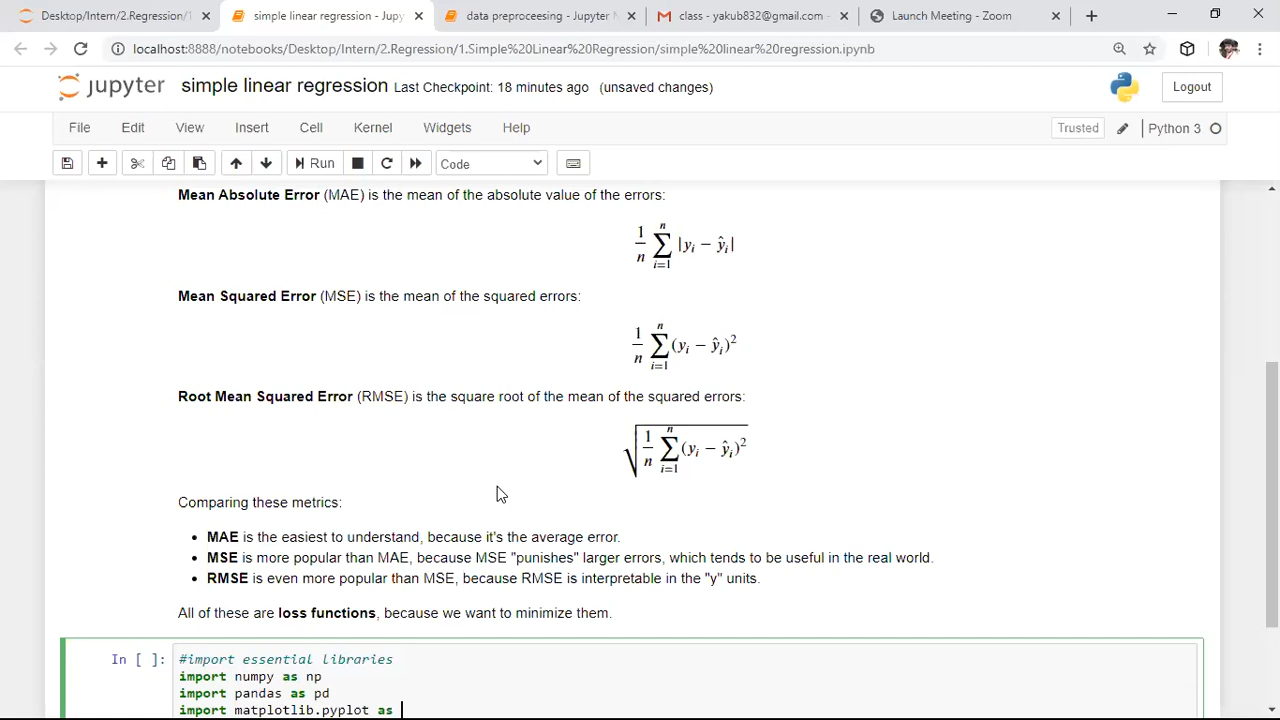 Desktop/Intern/2.Regression/1 simple linear regression - Jupy data preproceesing - Jupyter N class - yakub832@gmail.com - Launch Meeting - Zoom
localhost:8888/notebooks/Desktop/Intern/2.Regression/1.Simple%20Linear%20Regression/simple%20linear%20regression.ipynb
jupyter simple linear regression Last Checkpoint: 18 minutes ago (unsaved changes) Logout
File Edit View Insert Cell Kernel Widgets Help Trusted Python 3
Run Code
Mean Absolute Error (MAE) is the mean of the absolute value of the errors:
1/n ∑_{i=1}^{n} |y_i − ŷ_i|
Mean Squared Error (MSE) is the mean of the squared errors:
1/n ∑_{i=1}^{n} (y_i − ŷ_i)²
Root Mean Squared Error (RMSE) is the square root of the mean of the squared errors:
√(1/n ∑_{i=1}^{n} (y_i − ŷ_i)²)
Comparing these metrics:
• MAE is the easiest to understand, because it's the average error.
• MSE is more popular than MAE, because MSE "punishes" larger errors, which tends to be useful in the real world.
• RMSE is even more popular than MSE, because RMSE is interpretable in the "y" units.
All of these are loss functions, because we want to minimize them.
In [ ]: #import essential libraries
import numpy as np
import pandas as pd
import matplotlib.pyplot as